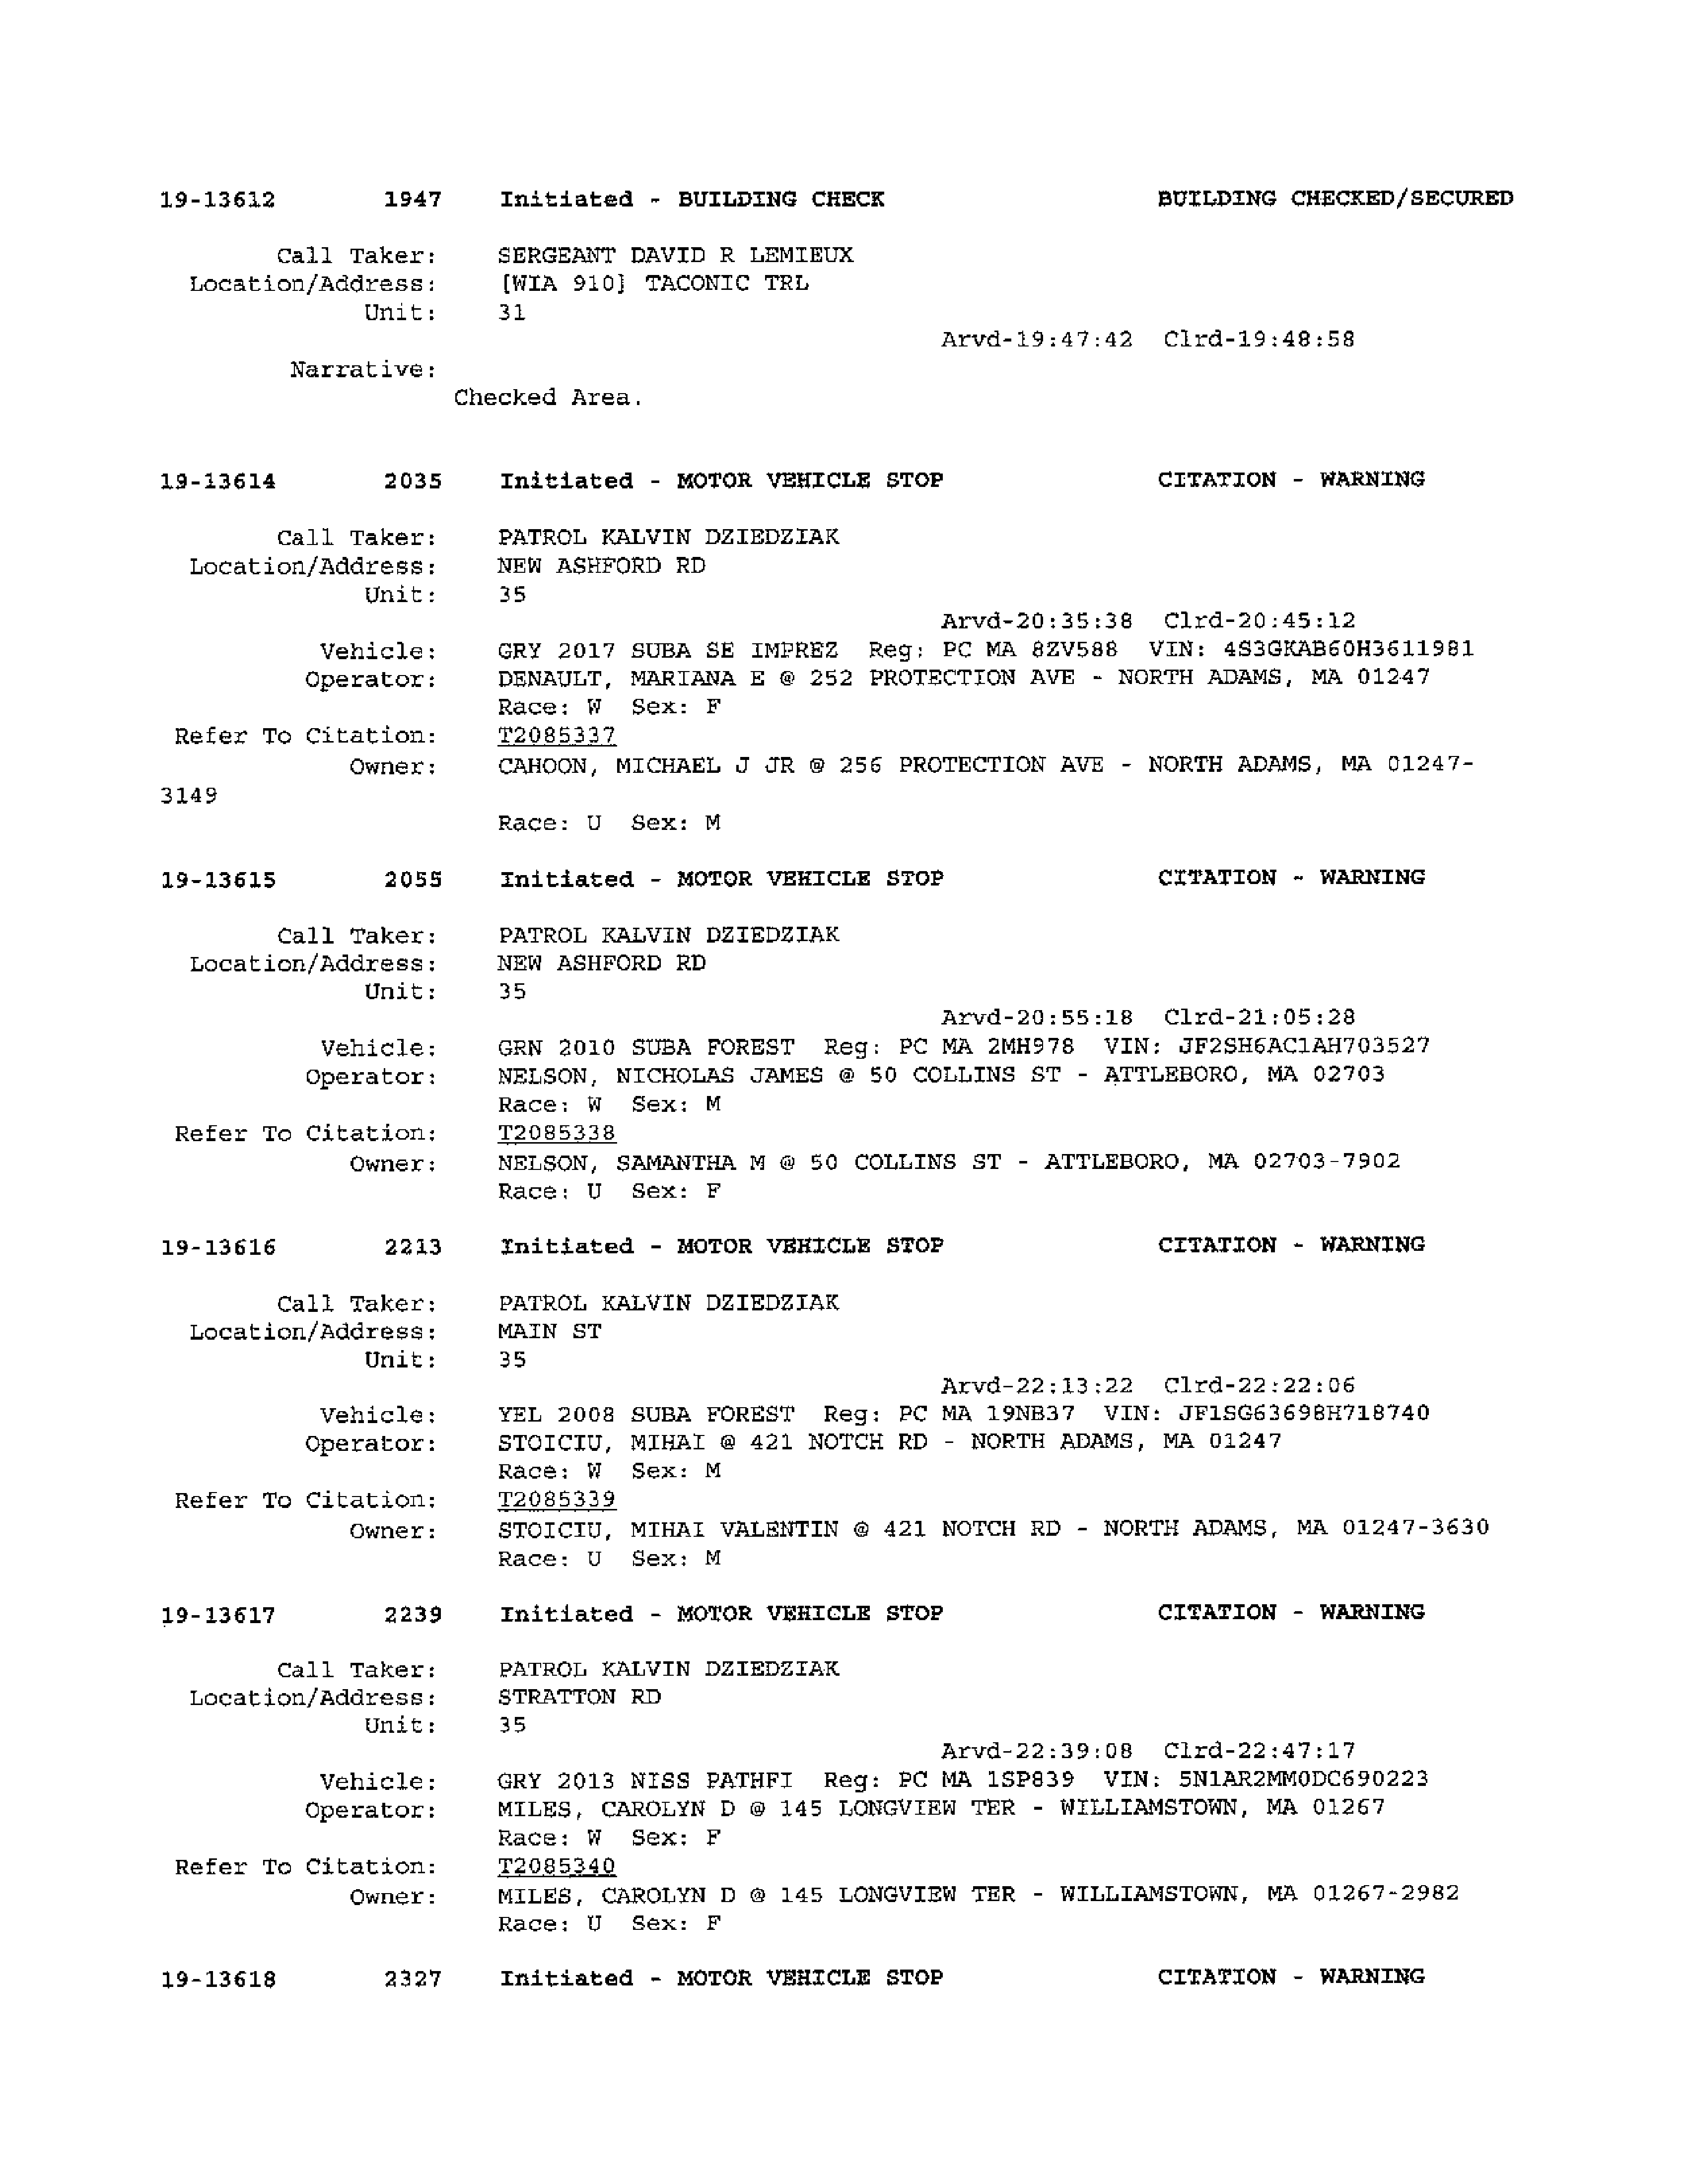 19-13612 1947 Initiated - BUILDING CHECK BUILDING CHECKED/SECURED
Call Taker: SERGEANT DAVID R LEMIEUX
Location/Address: [WIA 910] TACONIC TRL
Unit: 31
Arvd-19:47:42 Clrd-19:48:58
Narrative:
Checked Area.
19-13614 2035 Initiated - MOTOR VEHICLE STOP CITATION - WARNING
Call Taker: PATROL KALVIN DZIEDZIAK
Location/Address: NEW ASHFORD RD
Unit: 35
Arvd-20:35:38 Clrd-20:45:12
Vehicle: GRY 2017 SUBA SE IMPREZ Reg: PC MA 8ZV588 VIN: 4S3GKAB60H3611981
Operator: DENAULT, MARIANA E @ 252 PROTECTION AVE - NORTH ADAMS, MA 01247
Race: W Sex: F
Refer To Citation: T2085337
Owner: CAHOON, MICHAEL J JR @ 256 PROTECTION AVE - NORTH ADAMS, MA 01247-
3149
Race: U Sex: M
19-13615 2055 Initiated - MOTOR VEHICLE STOP CITATION - WARNING
Call Taker: PATROL KALVIN DZIEDZIAK
Location/Address: NEW ASHFORD RD
Unit: 35
Arvd-20:55:18 Clrd-21:05:28
Vehicle: GRN 2010 SUBA FOREST Reg: PC MA 2MH978 VIN: JF2SH6AC1AH703527
Operator: NELSON, NICHOLAS JAMES @ 50 COLLINS ST - ATTLEBORO, MA 02703
Race: W Sex: M
Refer To Citation: T2085338
Owner: NELSON, SAMANTHA M @ 50 COLLINS ST - ATTLEBORO, MA 02703-7902
Race: U Sex: F
19-13616 2213 Initiated - MOTOR VEHICLE STOP CITATION - WARNING
Call Taker: PATROL KALVIN DZIEDZIAK
Location/Address: MAIN ST
Unit: 35
Arvd-22:13:22 Clrd-22:22:06
Vehicle: YEL 2008 SUBA FOREST Reg: PC MA 19NB37 VIN: JF1SG63698H718740
Operator: STOICIU, MIHAI @ 421 NOTCH RD - NORTH ADAMS, MA 01247
Race: W Sex: M
Refer To Citation: T2085339
Owner: STOICIU, MIHAI VALENTIN @ 421 NOTCH RD - NORTH ADAMS, MA 01247-3630
Race: U Sex: M
19-13617 2239 Initiated - MOTOR VEHICLE STOP CITATION - WARNING
Call Taker: PATROL KALVIN DZIEDZIAK
Location/Address: STRATTON RD
Unit: 35
Arvd-22:39:08 Clrd-22:47:17
Vehicle: GRY 2013 NISS PATHFI Reg: PC MA 1SP839 VIN: 5N1AR2MM0DC690223
Operator: MILES, CAROLYN D @ 145 LONGVIEW TER - WILLIAMSTOWN, MA 01267
Race: W Sex: F
Refer To Citation: T2085340
Owner: MILES, CAROLYN D @ 145 LONGVIEW TER - WILLIAMSTOWN, MA 01267-2982
Race: U Sex: F
19-13618 2327 Initiated - MOTOR VEHICLE STOP CITATION - WARNING